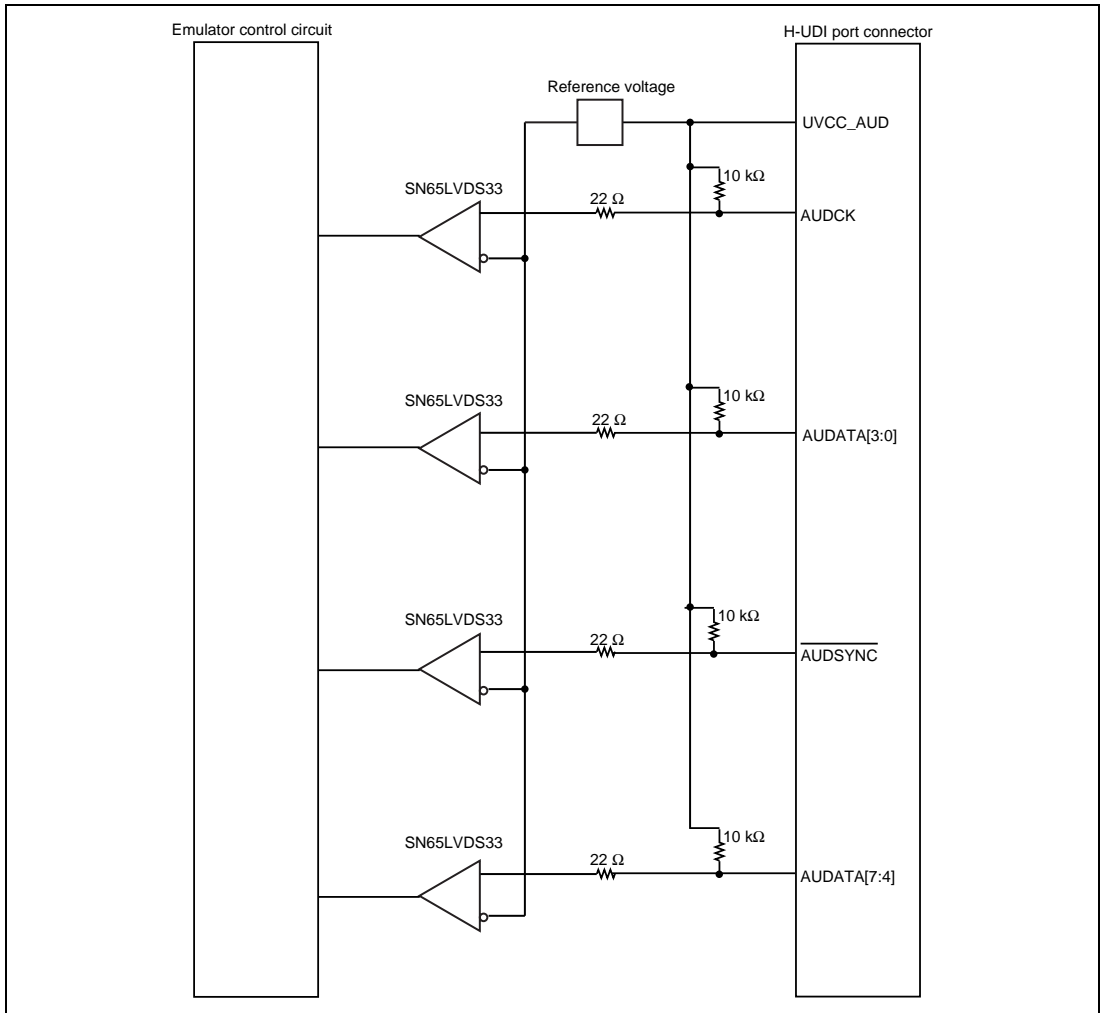 Emulator control circuit
H-UDI port connector
Reference voltage
UVCC_AUD
10 kΩ
SN65LVDS33
22 Ω
AUDCK
10 kΩ
SN65LVDS33
22 Ω
AUDATA[3:0]
10 kΩ
SN65LVDS33
22 Ω
AUDSYNC
10 kΩ
SN65LVDS33
22 Ω
AUDATA[7:4]